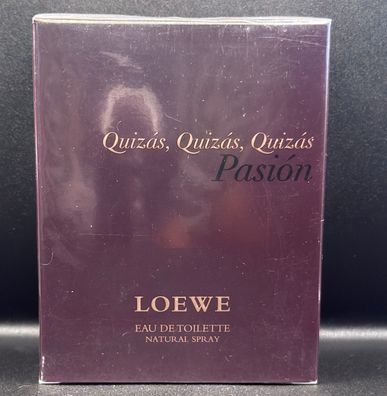 Quizás, Quizás, Quizás
Pasión
LOEWE
EAU DE TOILETTE
NATURAL SPRAY